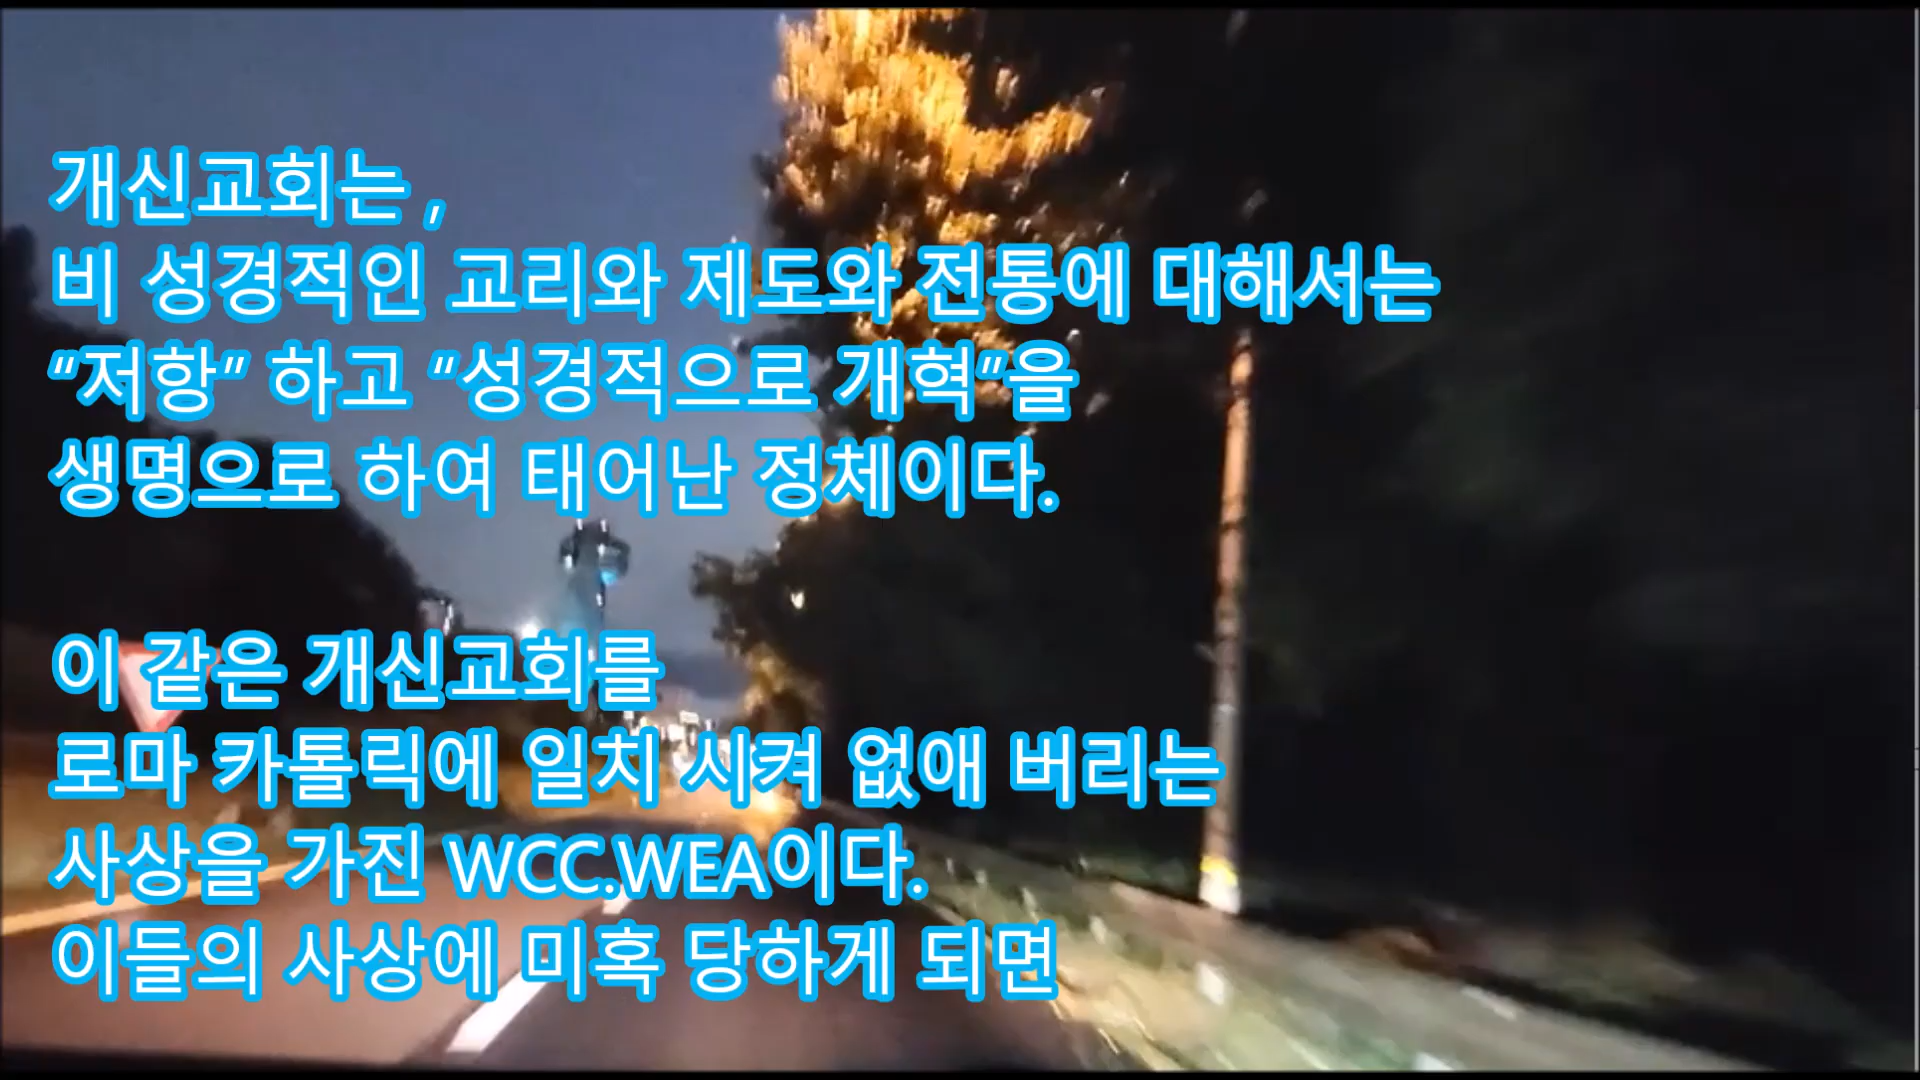 개신교회는 ,
비 성경적인 교리와 제도와 전통에 대해서는
“저항” 하고 “성경적으로 개혁”을
생명으로 하여 태어난 정체이다.
이 같은 개신교회를
로마 카톨릭에 일치 시켜 없애 버리는
사상을 가진 WCC.WEA이다.
이들의 사상에 미혹 당하게 되면